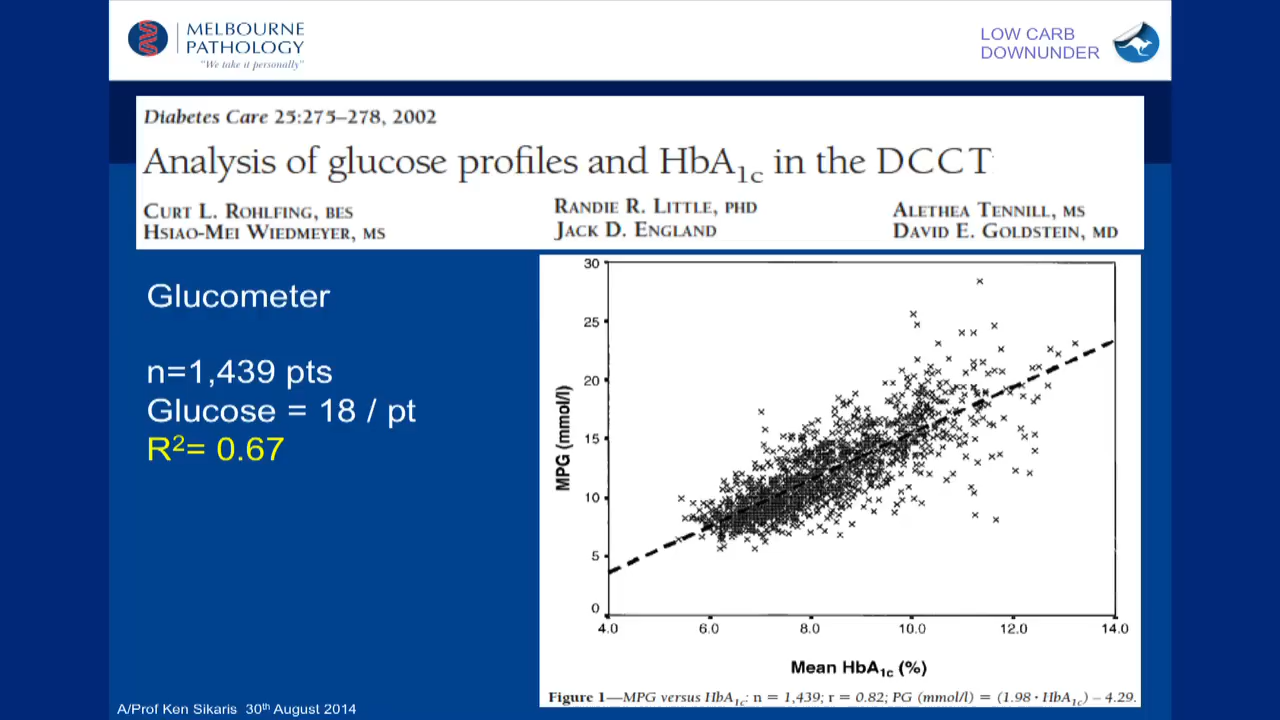 MELBOURNE
PATHOLOGY
"We take it personally"
LOW CARB
DOWNUNDER
Diabetes Care 25:275–278, 2002
Analysis of glucose profiles and HbA1c in the DCCT
CURT L. ROHLFING, BES
HSIAO-MEI WIEDMEYER, MS
RANDIE R. LITTLE, PHD
JACK D. ENGLAND
ALETHEA TENNILL, MS
DAVID E. GOLDSTEIN, MD
Glucometer
n=1,439 pts
Glucose = 18 / pt
R²= 0.67
MPG (mmol/l)
30
25
20
15
10
5
0
4.0 6.0 8.0 10.0 12.0 14.0
Mean HbA1c (%)
Figure 1—MPG versus HbA1c: n = 1,439; r = 0.82; PG (mmol/l) = (1.98 · HbA1c) – 4.29.
A/Prof Ken Sikaris 30th August 2014